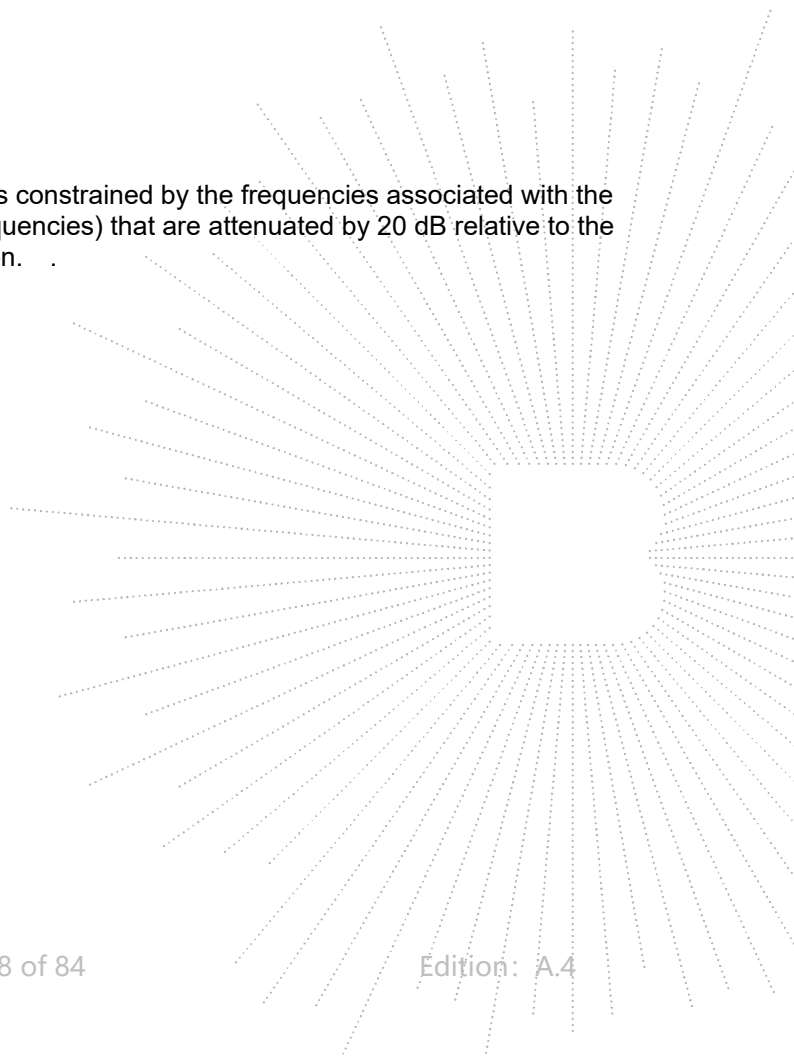 s constrained by the frequencies associated with the
quencies) that are attenuated by 20 dB relative to the
n. .
8 of 84 Edition: A.4